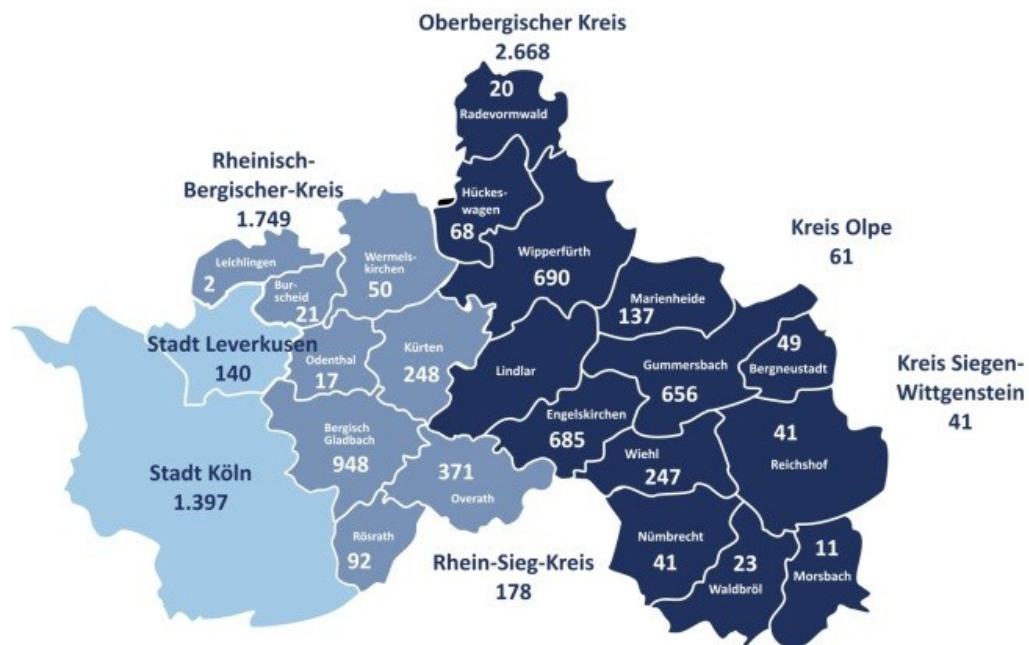 Oberbergischer Kreis
2.668
20
Radevormwald
Rheinisch-
Bergischer-Kreis
1.749
Hückes-
wagen
68
Kreis Olpe
61
Leichlingen
2
Wermels-
kirchen
50
Wipperfürth
690
Bur-
scheid
21
Marienheide
137
Stadt Leverkusen
140
Odenthal
17
Kürten
248
Lindlar
Gummersbach
656
49
Bergneustadt
Kreis Siegen-
Wittgenstein
41
Engelskirchen
685
Bergisch
Gladbach
948
41
Reichshof
Wiehl
247
Stadt Köln
1.397
371
Overath
Rösrath
92
Nümbrecht
41
Rhein-Sieg-Kreis
178
23
Waldbröl
11
Morsbach